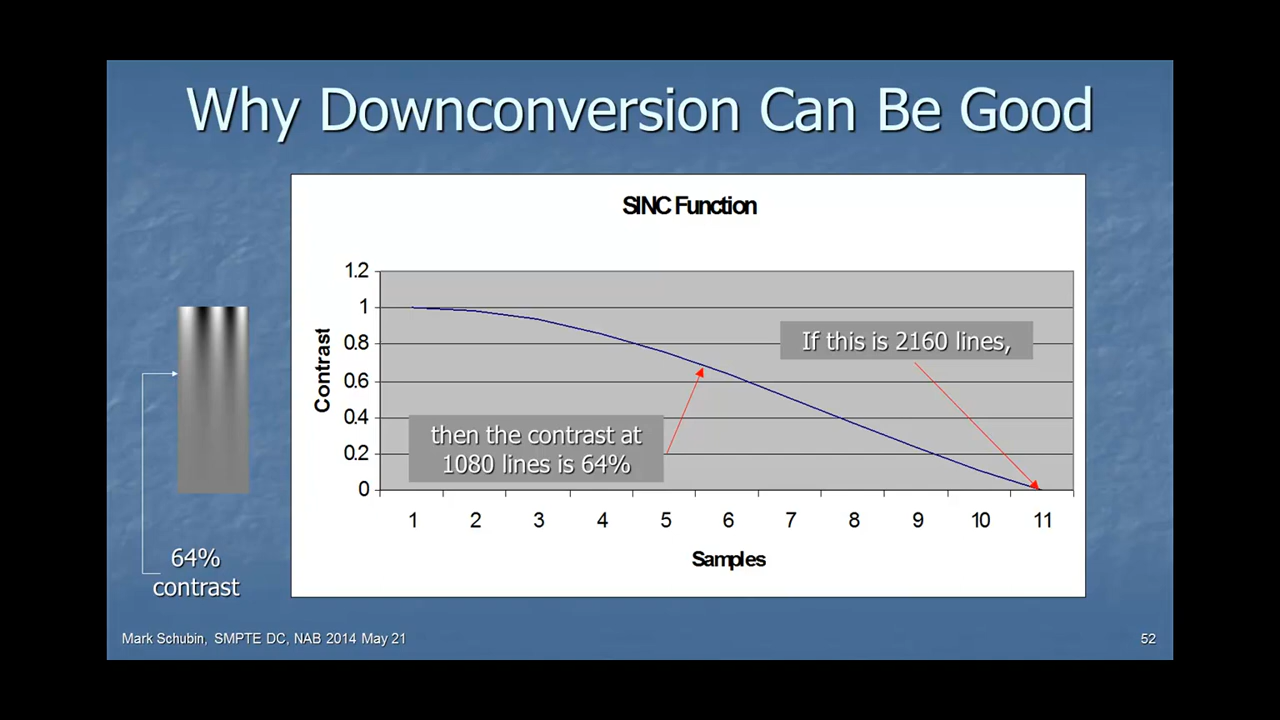 Why Downconversion Can Be Good
SINC Function
1.2
1
0.8
0.6
0.4
0.2
0
Contrast
If this is 2160 lines,
then the contrast at
1080 lines is 64%
1 2 3 4 5 6 7 8 9 10 11
Samples
64%
contrast
Mark Schubin, SMPTE DC, NAB 2014 May 21
52